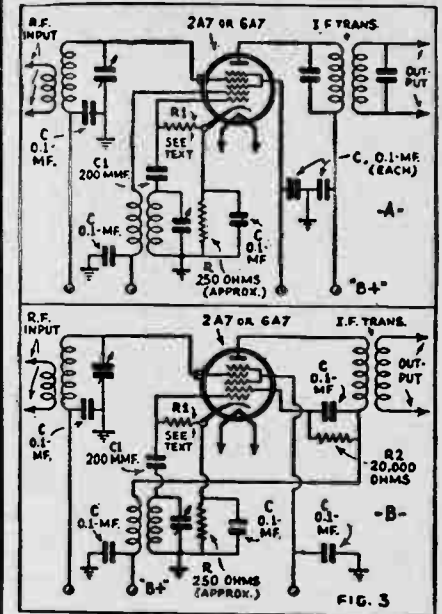 R.F. INPUT
2A7 OR 6A7
I.F TRANS.
OUT-
PUT
C
0.1-
MF.
R1
SEE
TEXT
C1
200 MMF.
C, 0.1-MF.
(EACH)
-A-
C
0.1-MF.
C
0.1-
MF
R
250 OHMS
(APPROX.)
"B+"
R.F.
INPUT
2A7 OR 6A7
I.F. TRANS.
OUT-
PUT
C
0.1-
MF.
R1
SEE
TEXT
C
0.1-
MF.
C1
200 MMF.
R2
20,000
OHMS
C
0.1-MF.
C
0.1-
MF.
C
0.1-
MF.
-B-
"B+"
R
250 OHMS
(APPROX.)
FIG. 3